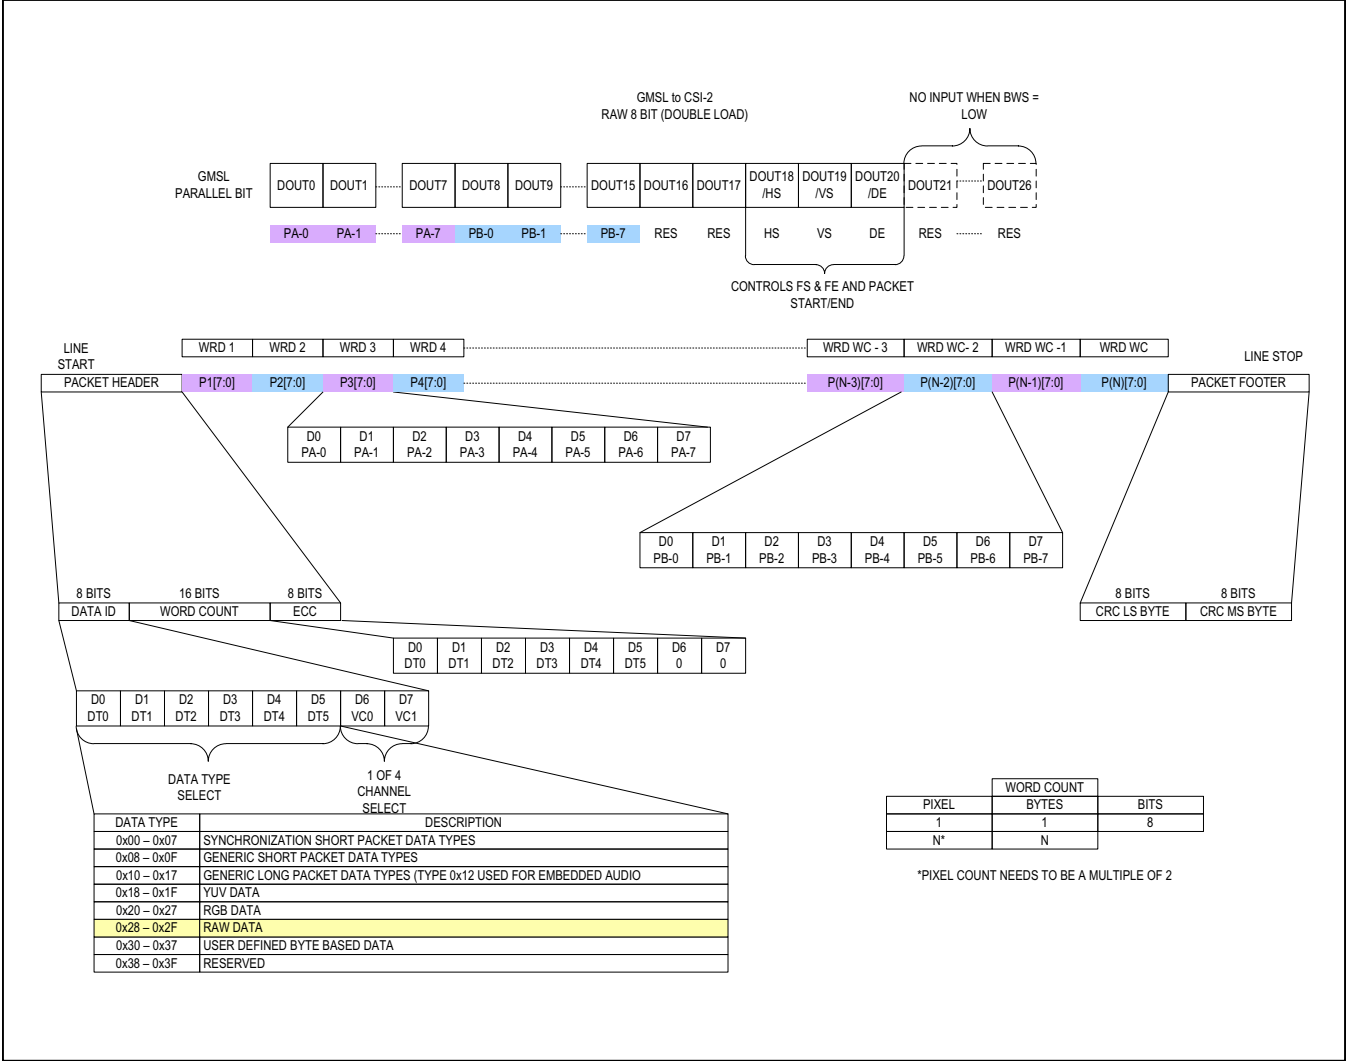 GMSL to CSI-2
RAW 8 BIT (DOUBLE LOAD)
NO INPUT WHEN BWS =
LOW
GMSL
PARALLEL BIT
DOUT0 DOUT1 DOUT7 DOUT8 DOUT9 DOUT15 DOUT16 DOUT17 DOUT18 DOUT19 DOUT20 DOUT21 DOUT26
/HS /VS /DE
PA-0 PA-1 PA-7 PB-0 PB-1 PB-7 RES RES HS VS DE RES RES
CONTROLS FS & FE AND PACKET
START/END
LINE
START
WRD 1 WRD 2 WRD 3 WRD 4 WRD WC - 3 WRD WC- 2 WRD WC -1 WRD WC
LINE STOP
PACKET HEADER P1[7:0] P2[7:0] P3[7:0] P4[7:0] P(N-3)[7:0] P(N-2)[7:0] P(N-1)[7:0] P(N)[7:0] PACKET FOOTER
D0 D1 D2 D3 D4 D5 D6 D7
PA-0 PA-1 PA-2 PA-3 PA-4 PA-5 PA-6 PA-7
D0 D1 D2 D3 D4 D5 D6 D7
PB-0 PB-1 PB-2 PB-3 PB-4 PB-5 PB-6 PB-7
8 BITS 16 BITS 8 BITS
DATA ID WORD COUNT ECC
8 BITS 8 BITS
CRC LS BYTE CRC MS BYTE
D0 D1 D2 D3 D4 D5 D6 D7
DT0 DT1 DT2 DT3 DT4 DT5 0 0
D0 D1 D2 D3 D4 D5 D6 D7
DT0 DT1 DT2 DT3 DT4 DT5 VC0 VC1
DATA TYPE
SELECT
1 OF 4
CHANNEL
SELECT
DATA TYPE DESCRIPTION
0x00 – 0x07 SYNCHRONIZATION SHORT PACKET DATA TYPES
0x08 – 0x0F GENERIC SHORT PACKET DATA TYPES
0x10 – 0x17 GENERIC LONG PACKET DATA TYPES (TYPE 0x12 USED FOR EMBEDDED AUDIO
0x18 – 0x1F YUV DATA
0x20 – 0x27 RGB DATA
0x28 – 0x2F RAW DATA
0x30 – 0x37 USER DEFINED BYTE BASED DATA
0x38 – 0x3F RESERVED
WORD COUNT
PIXEL BYTES BITS
1 1 8
N* N
*PIXEL COUNT NEEDS TO BE A MULTIPLE OF 2